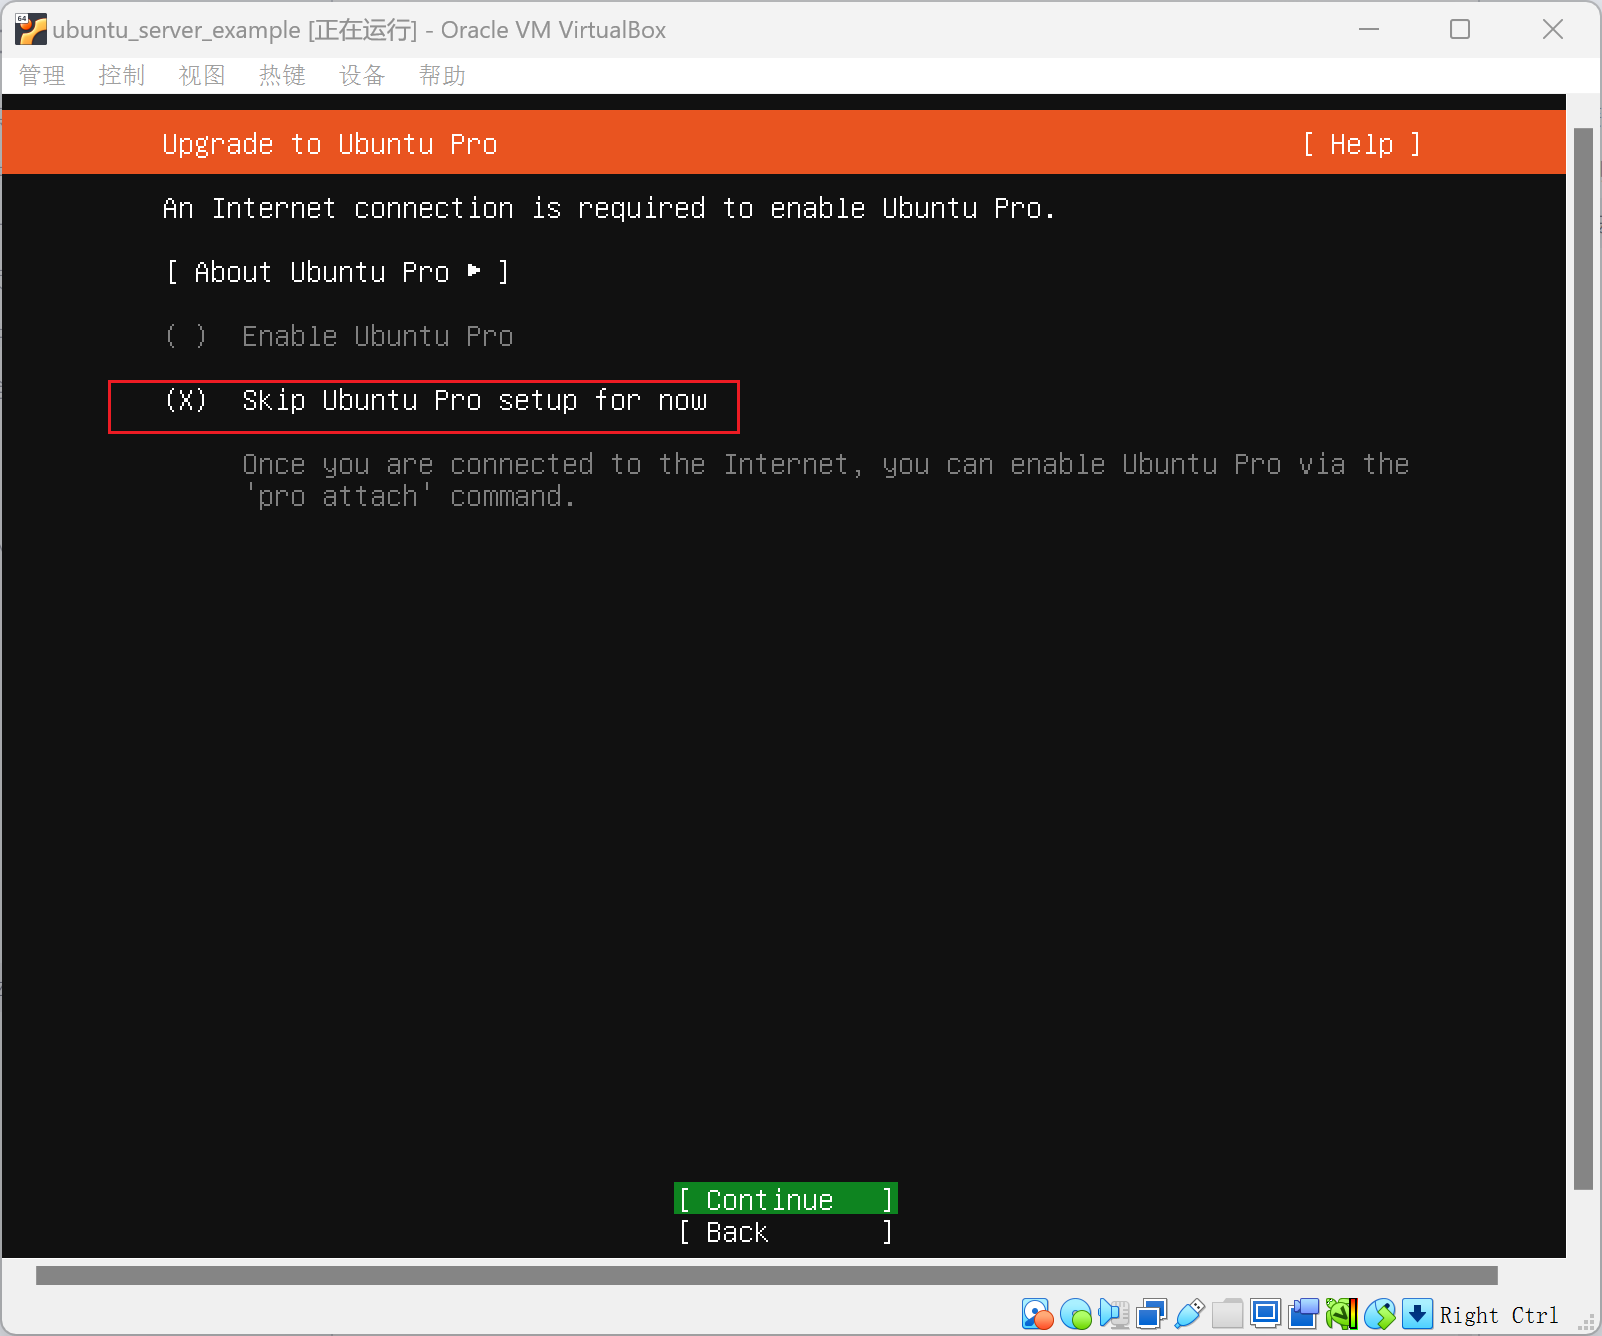 ubuntu_server_example [正在运行] - Oracle VM VirtualBox
管理 控制 视图 热键 设备 帮助
Upgrade to Ubuntu Pro [ Help ]
An Internet connection is required to enable Ubuntu Pro.
[ About Ubuntu Pro ▸ ]
( ) Enable Ubuntu Pro
(X) Skip Ubuntu Pro setup for now
Once you are connected to the Internet, you can enable Ubuntu Pro via the
'pro attach' command.
[ Continue ]
[ Back ]
Right Ctrl